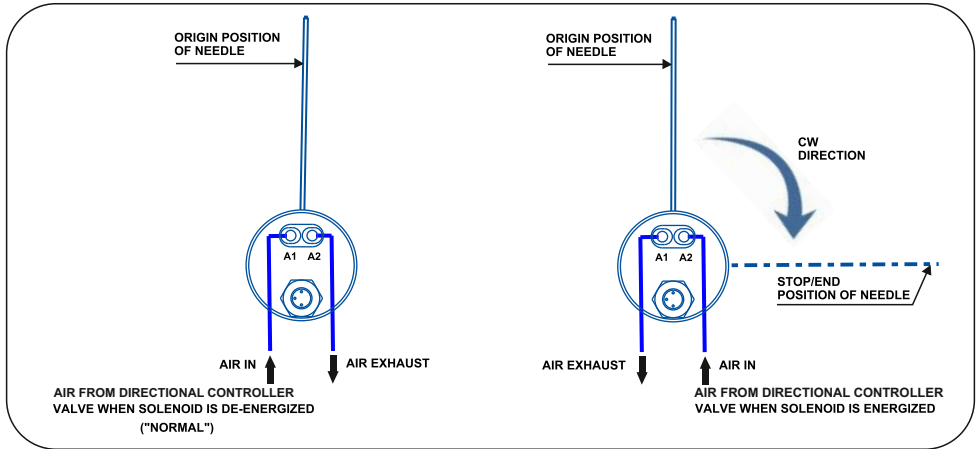 ORIGIN POSITION
OF NEEDLE
A1 A2
AIR IN
AIR EXHAUST
AIR FROM DIRECTIONAL CONTROLLER
VALVE WHEN SOLENOID IS DE-ENERGIZED
("NORMAL")
ORIGIN POSITION
OF NEEDLE
CW
DIRECTION
A1 A2
STOP/END
POSITION OF NEEDLE
AIR EXHAUST
AIR IN
AIR FROM DIRECTIONAL CONTROLLER
VALVE WHEN SOLENOID IS ENERGIZED